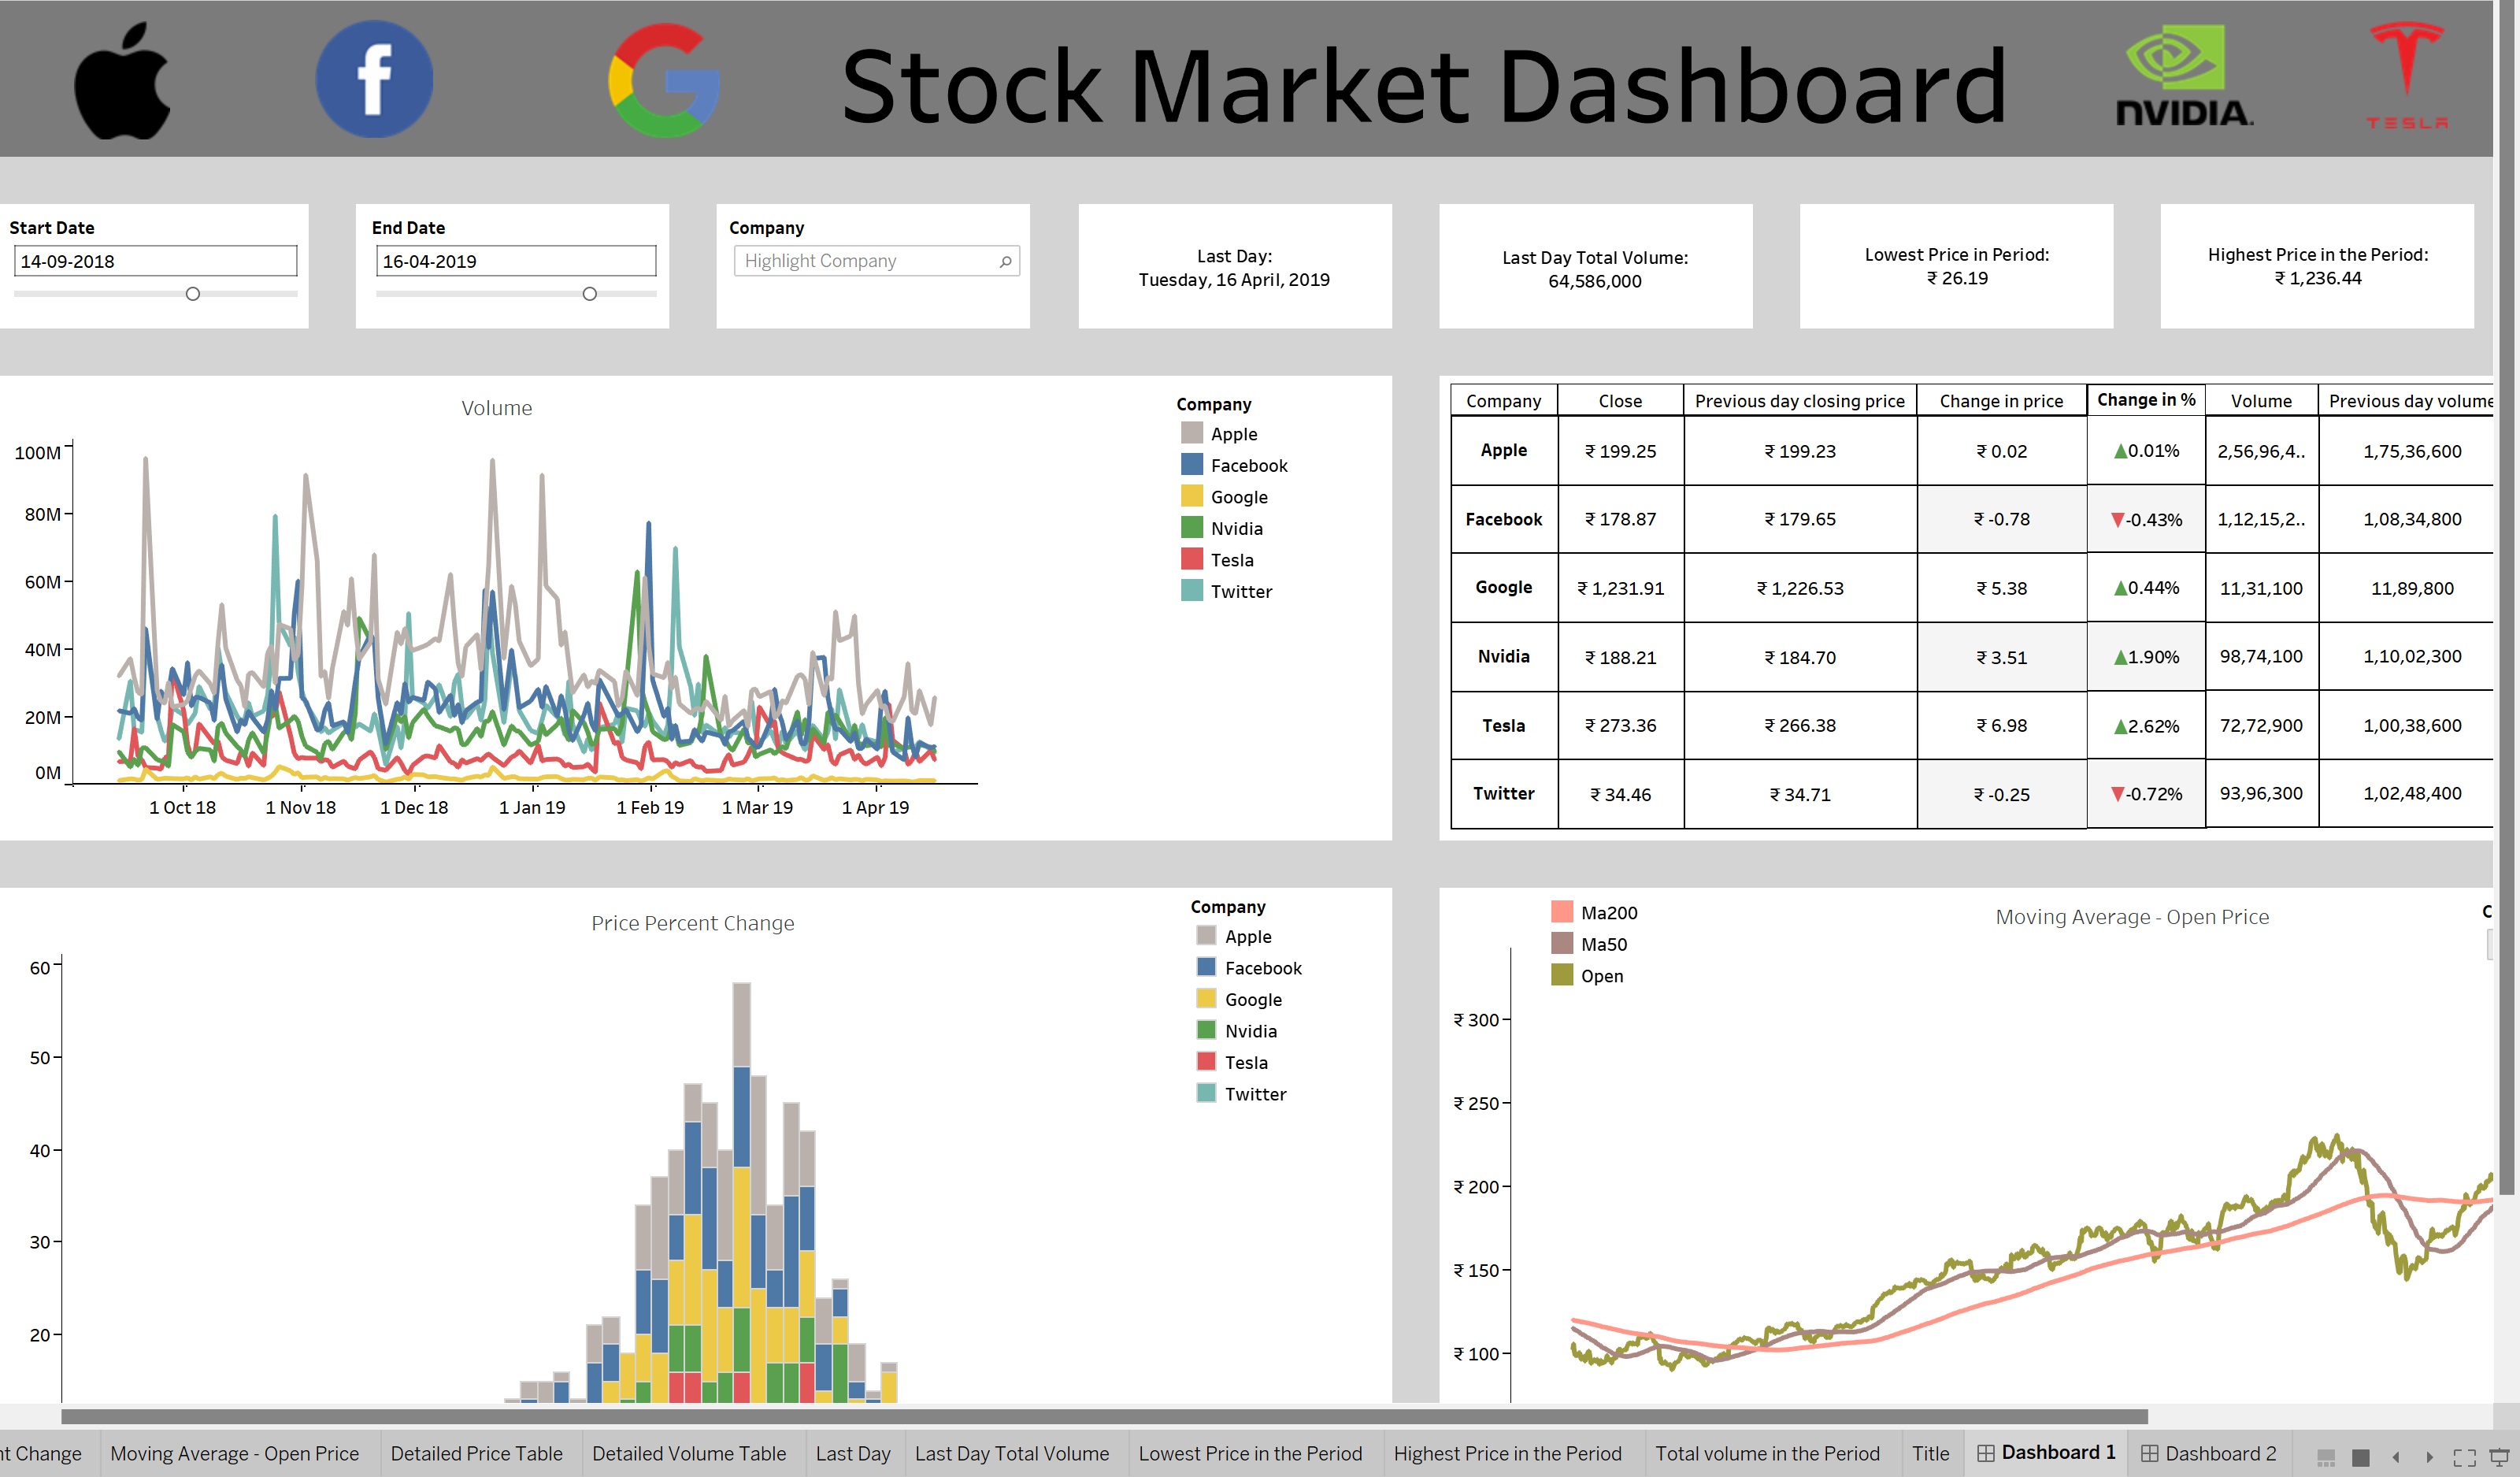 Stock Market Dashboard
NVIDIA.
TESLA
Start Date
14-09-2018
End Date
16-04-2019
Company
Highlight Company
Last Day:
Tuesday, 16 April, 2019
Last Day Total Volume:
64,586,000
Lowest Price in Period:
₹ 26.19
Highest Price in the Period:
₹ 1,236.44
Volume
100M
80M
60M
40M
20M
0M
1 Oct 18 1 Nov 18 1 Dec 18 1 Jan 19 1 Feb 19 1 Mar 19 1 Apr 19
Company
Apple
Facebook
Google
Nvidia
Tesla
Twitter
Company Close Previous day closing price Change in price Change in % Volume Previous day volume
Apple ₹ 199.25 ₹ 199.23 ₹ 0.02 ▲0.01% 2,56,96,4.. 1,75,36,600
Facebook ₹ 178.87 ₹ 179.65 ₹ -0.78 ▼-0.43% 1,12,15,2.. 1,08,34,800
Google ₹ 1,231.91 ₹ 1,226.53 ₹ 5.38 ▲0.44% 11,31,100 11,89,800
Nvidia ₹ 188.21 ₹ 184.70 ₹ 3.51 ▲1.90% 98,74,100 1,10,02,300
Tesla ₹ 273.36 ₹ 266.38 ₹ 6.98 ▲2.62% 72,72,900 1,00,38,600
Twitter ₹ 34.46 ₹ 34.71 ₹ -0.25 ▼-0.72% 93,96,300 1,02,48,400
Price Percent Change
60
50
40
30
20
Company
Apple
Facebook
Google
Nvidia
Tesla
Twitter
Ma200
Ma50
Open
Moving Average - Open Price
C
₹ 300
₹ 250
₹ 200
₹ 150
₹ 100
nt Change Moving Average - Open Price Detailed Price Table Detailed Volume Table Last Day Last Day Total Volume Lowest Price in the Period Highest Price in the Period Total volume in the Period Title Dashboard 1 Dashboard 2